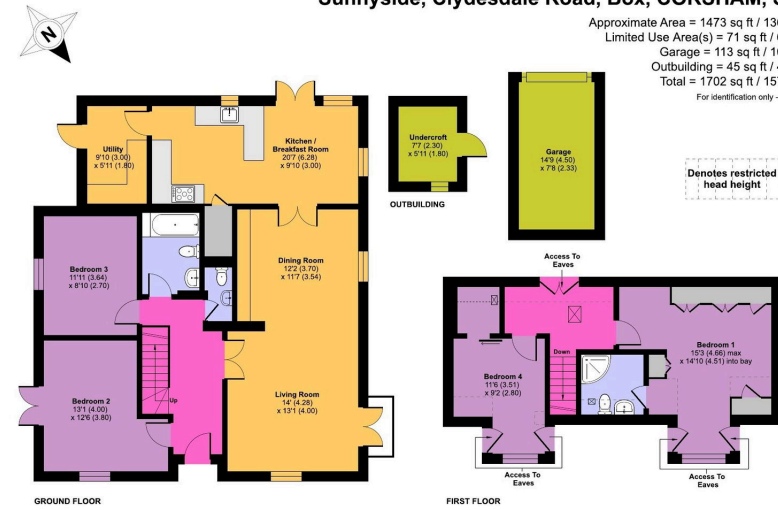 Sunnyside, Clydesdale Road, Box, CORSHAM, S
Approximate Area = 1473 sq ft / 136
Limited Use Area(s) = 71 sq ft /
Garage = 113 sq ft / 10
Outbuilding = 45 sq ft / 4
Total = 1702 sq ft / 157
For identification only -
N
Utility
9'10 (3.00)
x 5'11 (1.80)
Kitchen /
Breakfast Room
20'7 (6.28)
x 9'10 (3.00)
Undercroft
7'7 (2.30)
x 5'11 (1.80)
OUTBUILDING
Garage
14'9 (4.50)
x 7'8 (2.33)
Denotes restricted
head height
Bedroom 3
11'11 (3.64)
x 8'10 (2.70)
Dining Room
12'2 (3.70)
x 11'7 (3.54)
Bedroom 2
13'1 (4.00)
x 12'6 (3.80)
Up
Living Room
14' (4.28)
x 13'1 (4.00)
GROUND FLOOR
Access To
Eaves
Bedroom 1
15'3 (4.66) max
x 14'10 (4.51) into bay
Down
Bedroom 4
11'6 (3.51)
x 9'2 (2.80)
Access To
Eaves
Access To
Eaves
FIRST FLOOR